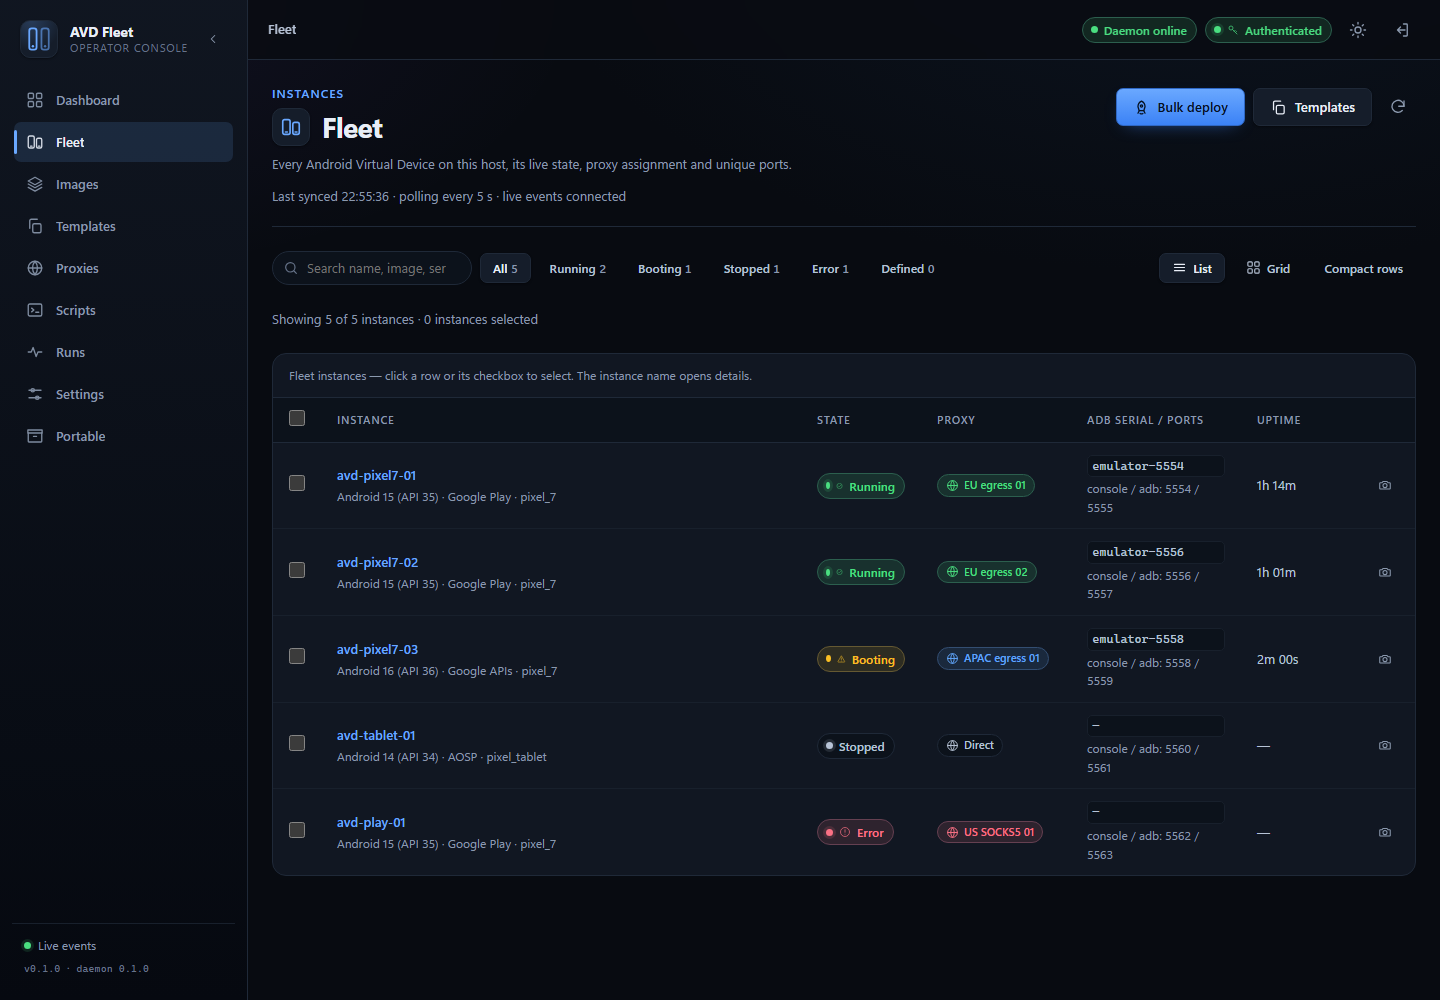 AVD Fleet
OPERATOR CONSOLE
Dashboard
Fleet
Images
Templates
Proxies
Scripts
Runs
Settings
Portable
Live events
v0.1.0 · daemon 0.1.0
Fleet
Daemon online
Authenticated
INSTANCES
Fleet
Every Android Virtual Device on this host, its live state, proxy assignment and unique ports.
Last synced 22:55:36 · polling every 5 s · live events connected
Bulk deploy
Templates
Search name, image, ser
All 5
Running 2
Booting 1
Stopped 1
Error 1
Defined 0
List
Grid
Compact rows
Showing 5 of 5 instances · 0 instances selected
Fleet instances — click a row or its checkbox to select. The instance name opens details.
INSTANCE STATE PROXY ADB SERIAL / PORTS UPTIME
avd-pixel7-01
Android 15 (API 35) · Google Play · pixel_7
Running
EU egress 01
emulator-5554
console / adb: 5554 /
5555
1h 14m
avd-pixel7-02
Android 15 (API 35) · Google Play · pixel_7
Running
EU egress 02
emulator-5556
console / adb: 5556 /
5557
1h 01m
avd-pixel7-03
Android 16 (API 36) · Google APIs · pixel_7
Booting
APAC egress 01
emulator-5558
console / adb: 5558 /
5559
2m 00s
avd-tablet-01
Android 14 (API 34) · AOSP · pixel_tablet
Stopped
Direct
—
console / adb: 5560 /
5561
—
avd-play-01
Android 15 (API 35) · Google Play · pixel_7
Error
US SOCKS5 01
—
console / adb: 5562 /
5563
—